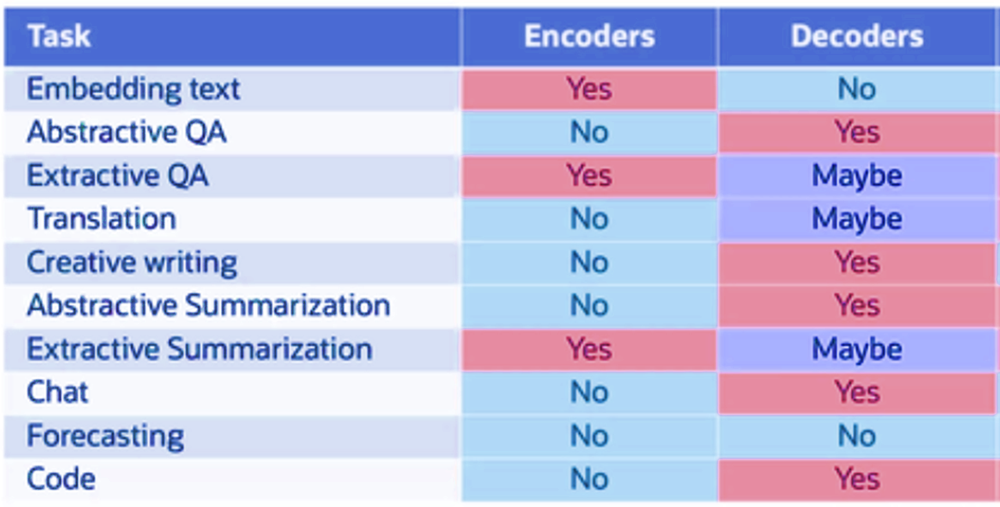 Task Encoders Decoders
Embedding text Yes No
Abstractive QA No Yes
Extractive QA Yes Maybe
Translation No Maybe
Creative writing No Yes
Abstractive Summarization No Yes
Extractive Summarization Yes Maybe
Chat No Yes
Forecasting No No
Code No Yes